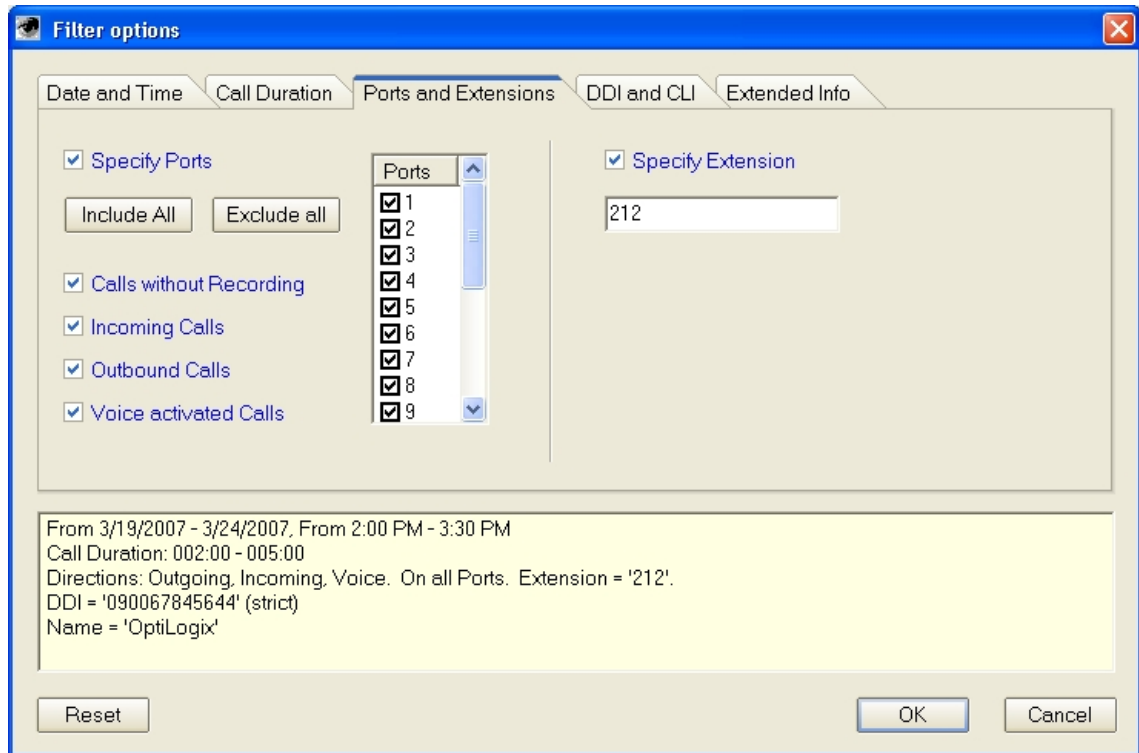 Filter options
Date and Time
Call Duration
Ports and Extensions
DDI and CLI
Extended Info
Specify Ports
Include All
Exclude all
Calls without Recording
Incoming Calls
Outbound Calls
Voice activated Calls
Ports
1
2
3
4
5
6
7
8
9
Specify Extension
212
From 3/19/2007 - 3/24/2007, From 2:00 PM - 3:30 PM
Call Duration: 002:00 - 005:00
Directions: Outgoing, Incoming, Voice.  On all Ports.  Extension = '212'.
DDI = '090067845644' (strict)
Name = 'OptiLogix'
Reset
OK
Cancel